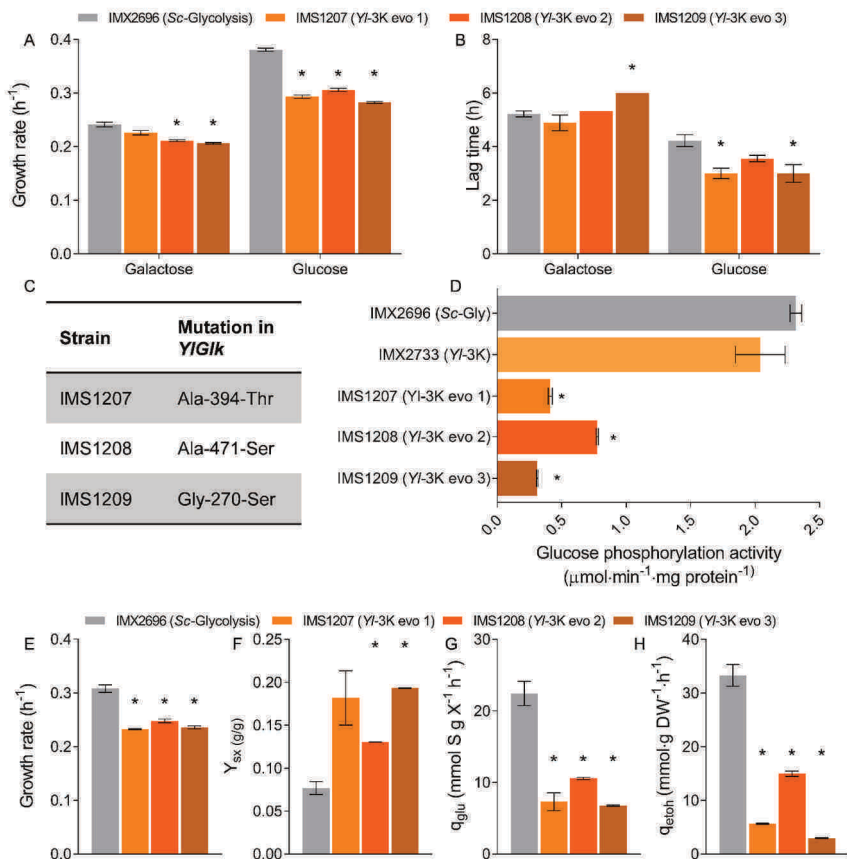 IMX2696 (Sc-Glycolysis) IMS1207 (Yl-3K evo 1) IMS1208 (Yl-3K evo 2) IMS1209 (Yl-3K evo 3)
A
Growth rate (h⁻¹)
0.4
0.3
0.2
0.1
0.0
* * * * *
Galactose Glucose
B
Lag time (h)
8
6
4
2
0
* * *
Galactose Glucose
C
Strain Mutation in
YlGlk
IMS1207 Ala-394-Thr
IMS1208 Ala-471-Ser
IMS1209 Gly-270-Ser
D
IMX2696 (Sc-Gly)
IMX2733 (Yl-3K)
IMS1207 (Yl-3K evo 1) *
IMS1208 (Yl-3K evo 2) *
IMS1209 (Yl-3K evo 3) *
0.0 0.5 1.0 1.5 2.0 2.5
Glucose phosphorylation activity
(μmol·min⁻¹·mg protein⁻¹)
IMX2696 (Sc-Glycolysis) IMS1207 (Yl-3K evo 1) IMS1208 (Yl-3K evo 2) IMS1209 (Yl-3K evo 3)
E
Growth rate (h⁻¹)
0.4
0.3
0.2
0.1
0.0
* * *
F
Ysx (g/g)
0.25
0.20
0.15
0.10
0.05
0.00
* *
G
qglu (mmol S g X⁻¹ h⁻¹)
30
20
10
0
* * *
H
qetoh (mmol·g DW⁻¹·h⁻¹)
40
30
20
10
0
* * *